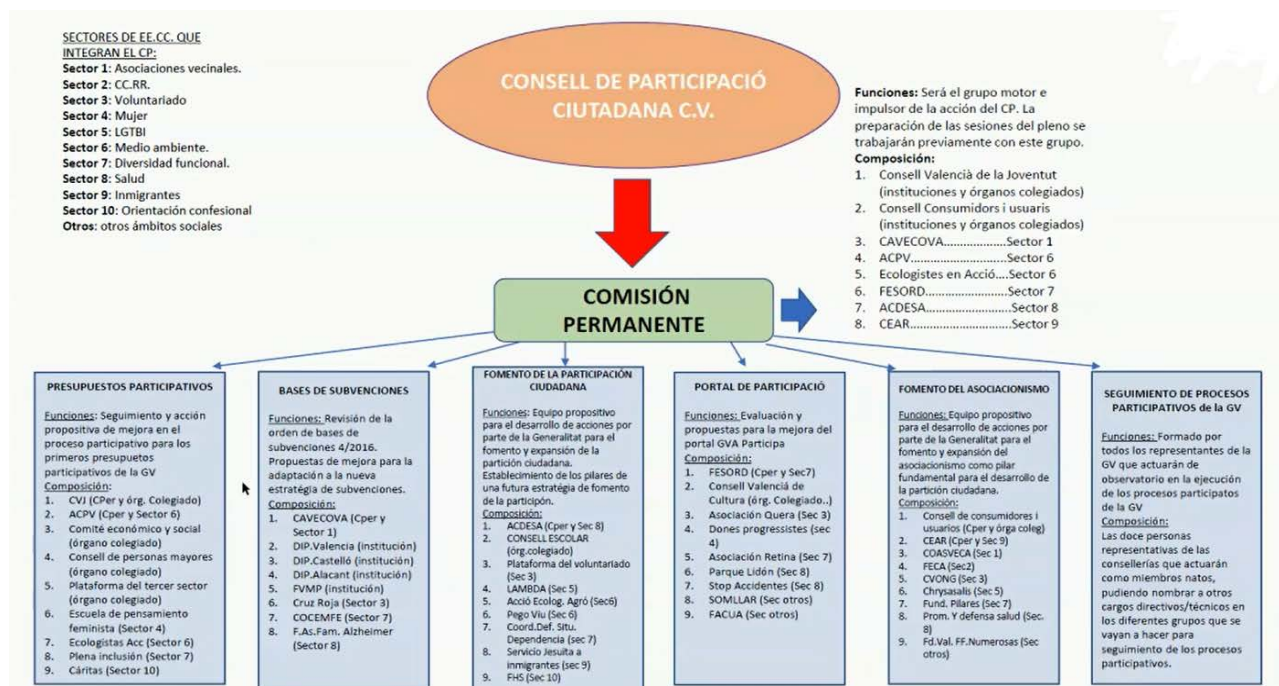 SECTORES DE EE.CC. QUE
INTEGRAN EL CP:
Sector 1: Asociaciones vecinales.
Sector 2: CC.RR.
Sector 3: Voluntariado
Sector 4: Mujer
Sector 5: LGTBI
Sector 6: Medio ambiente.
Sector 7: Diversidad funcional.
Sector 8: Salud
Sector 9: Inmigrantes
Sector 10: Orientación confesional
Otros: otros ámbitos sociales
CONSELL DE PARTICIPACIÓ
CIUTADANA C.V.
Funciones: Será el grupo motor e
impulsor de la acción del CP. La
preparación de las sesiones del pleno se
trabajarán previamente con este grupo.
Composición:
1. Consell Valencià de la Joventut
(instituciones y órganos colegiados)
2. Consell Consumidors i usuaris
(instituciones y órganos colegiados)
3. CAVECOVA...................Sector 1
4. ACPV.............................Sector 6
5. Ecologistes en Acció....Sector 6
6. FESORD.........................Sector 7
7. ACDESA.........................Sector 8
8. CEAR...............................Sector 9
COMISIÓN
PERMANENTE
PRESUPUESTOS PARTICIPATIVOS
Funciones: Seguimiento y acción
propositiva de mejora en el
proceso participativo para los
primeros presupuetos
participativos de la GV
Composición:
1. CVJ (CPer y órg. Colegiado)
2. ACPV (CPer y Sector 6)
3. Comité económico y social
(órgano colegiado)
4. Consell de personas mayores
(órgano colegiado)
5. Plataforma del tercer sector
(órgano colegiado)
6. Escuela de pensamiento
feminista (Sector 4)
7. Ecologistas Acc (Sector 6)
8. Plena inclusión (Sector 7)
9. Cáritas (Sector 10)
BASES DE SUBVENCIONES
Funciones: Revisión de la
orden de bases de
subvenciones 4/2016.
Propuestas de mejora para la
adaptación a la nueva
estratégia de subvenciones.
Composición:
1. CAVECOVA (Cper y
Sector 1)
2. DIP.Valencia (institución)
3. DIP.Castelló (institución)
4. DIP.Alacant (institución)
5. FVMP (institución)
6. Cruz Roja (Sector 3)
7. COCEMFE (Sector 7)
8. F.As.Fam. Alzheimer
(Sector 8)
FOMENTO DE LA PARTICIPACIÓN
CIUDADANA
Funciones: Equipo propositivo
para el desarrollo de acciones por
parte de la Generalitat para el
fomento y expansión de la
partición ciudadana.
Establecimiento de los pilares de
una futura estratégia de fomento
de la participón.
Composición:
1. ACDESA (Cper y Sec 8)
2. CONSELL ESCOLAR
(órg.colegiado)
3. Plataforma del voluntariado
(Sec 3)
4. LAMBDA (Sec 5)
5. Acció Ecolog. Agró (Sec6)
6. Pego Viu (Sec 6)
7. Coord.Def. Situ.
Dependencia (sec 7)
8. Servicio Jesuita a
inmigrantes (sec 9)
9. FHS (Sec 10)
PORTAL DE PARTICIPACIÓ
Funciones: Evaluación y
propuestas para la mejora del
portal GVA Participa
Composición:
1. FESORD (Cper y Sec7)
2. Consell Valenciá de
Cultura (órg. Colegiado..)
3. Asociación Quera (Sec 3)
4. Dones progressistes (sec
4)
5. Asociación Retina (Sec 7)
6. Parque Lidón (Sec 8)
7. Stop Accidentes (Sec 8)
8. SOMLLAR (Sec otros)
9. FACUA (Sec otros)
FOMENTO DEL ASOCIACIONISMO
Funciones: Equipo propositivo
para el desarrollo de acciones por
parte de la Generalitat para el
fomento y expansión del
asociacionismo como pilar
fundamental para el desarrollo de
la partición ciudadana.
Composición:
1. Consell de consumidores i
usuarios (Cper y órga coleg)
2. CEAR (Cper y Sec 9)
3. COASVECA (Sec 1)
4. FECA (Sec2)
5. CVONG (Sec 3)
6. Chrysasalis (Sec 5)
7. Fund. Pilares (Sec 7)
8. Prom. Y defensa salud (Sec.
8)
9. Fd.Val. FF.Numerosas (Sec
otros)
SEGUIMIENTO DE PROCESOS
PARTICIPATIVOS de la GV
Funciones: Formado por
todos los representantes de la
GV que actuarán de
observatorio en la ejecución
de los procesos participatos
de la GV
Composición:
Las doce personas
representativas de las
consellerías que actuarán
como miembros natos,
pudiendo nombrar a otros
cargos directivos/técnicos en
los diferentes grupos que se
vayan a hacer para
seguimiento de los procesos
participativos.